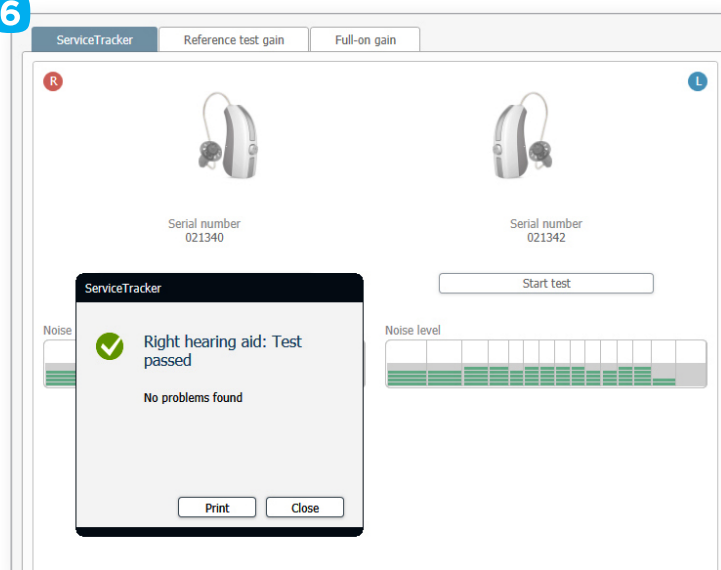 6
ServiceTracker
Reference test gain
Full-on gain
R
L
Serial number
021340
Serial number
021342
Start test
ServiceTracker
Right hearing aid: Test
passed
No problems found
Print
Close
Noise
Noise level